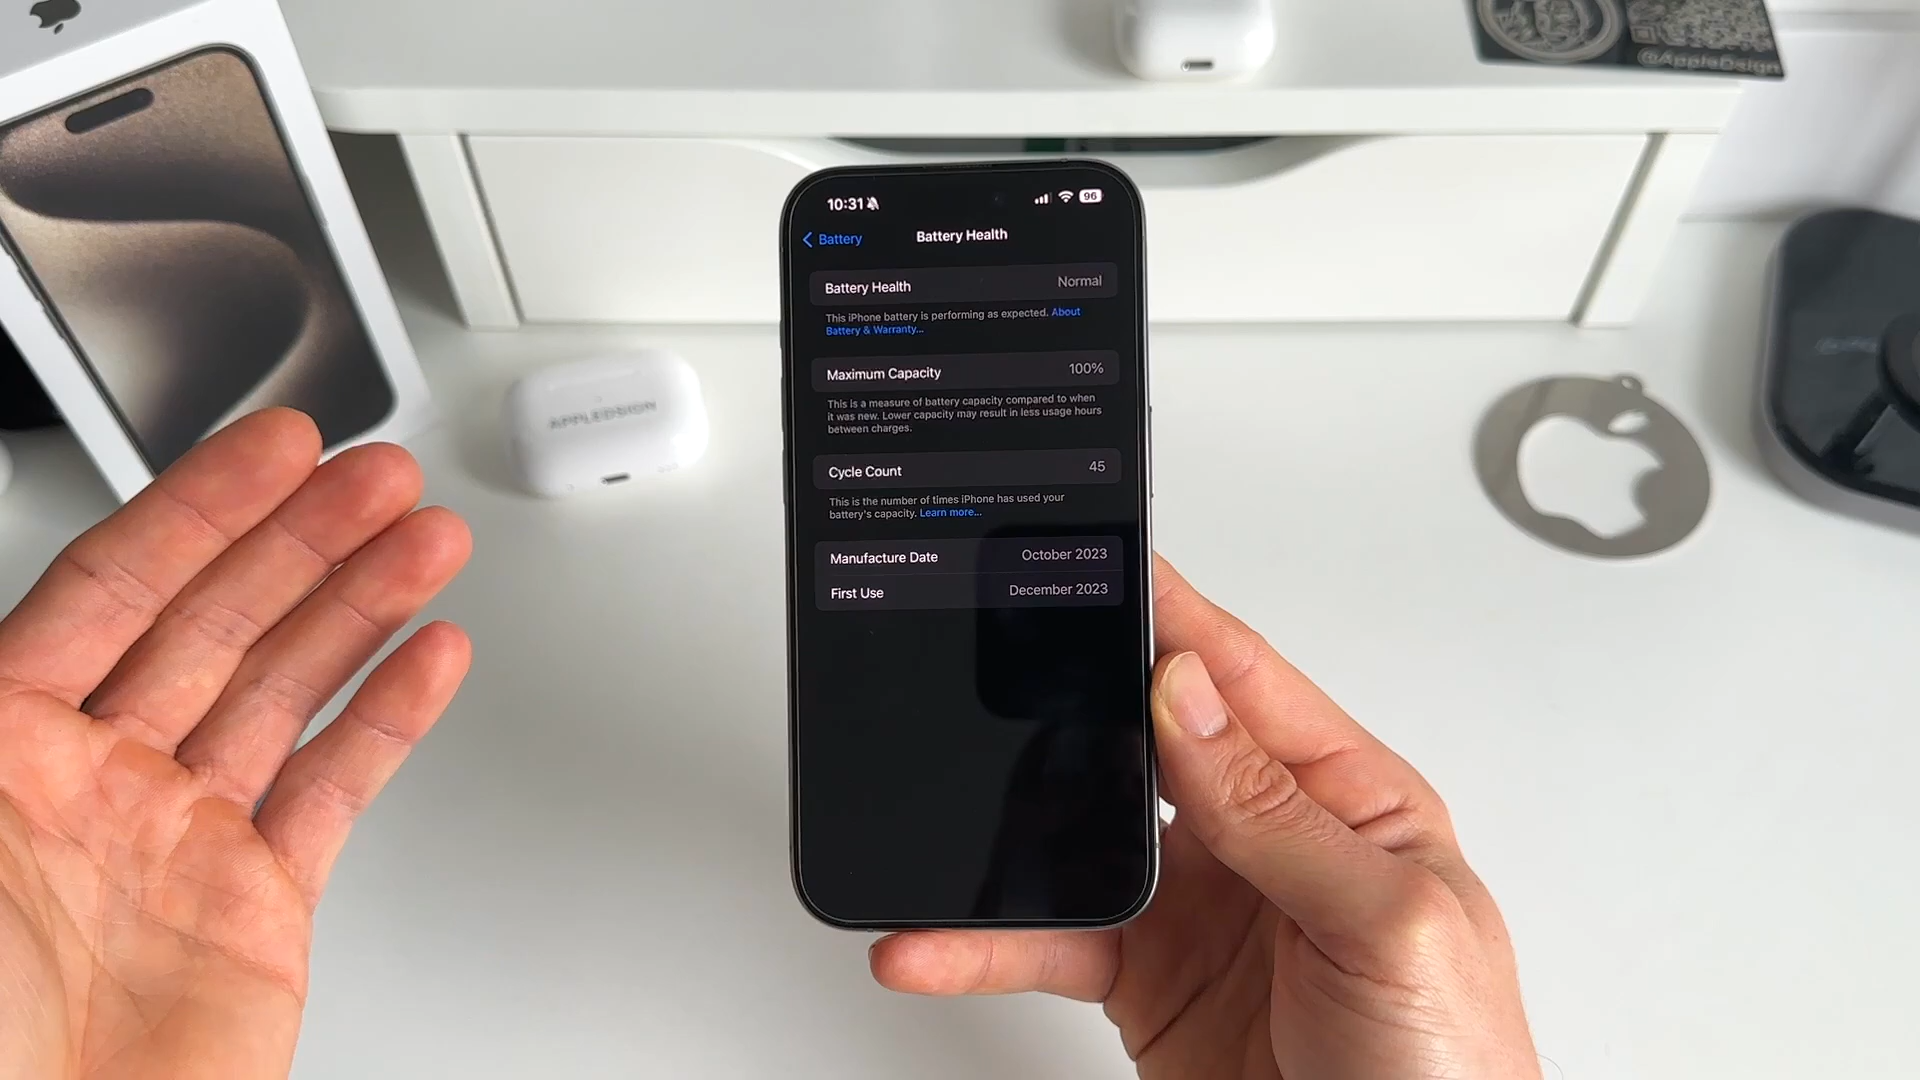 @AppleDsign
10:31
96
Battery
Battery Health
Battery Health
Normal
This iPhone battery is performing as expected. About
Battery & Warranty...
Maximum Capacity
100%
This is a measure of battery capacity compared to when
it was new. Lower capacity may result in less usage hours
between charges.
APPLEDSIGN
Cycle Count
45
This is the number of times iPhone has used your
battery's capacity. Learn more...
Manufacture Date
October 2023
First Use
December 2023